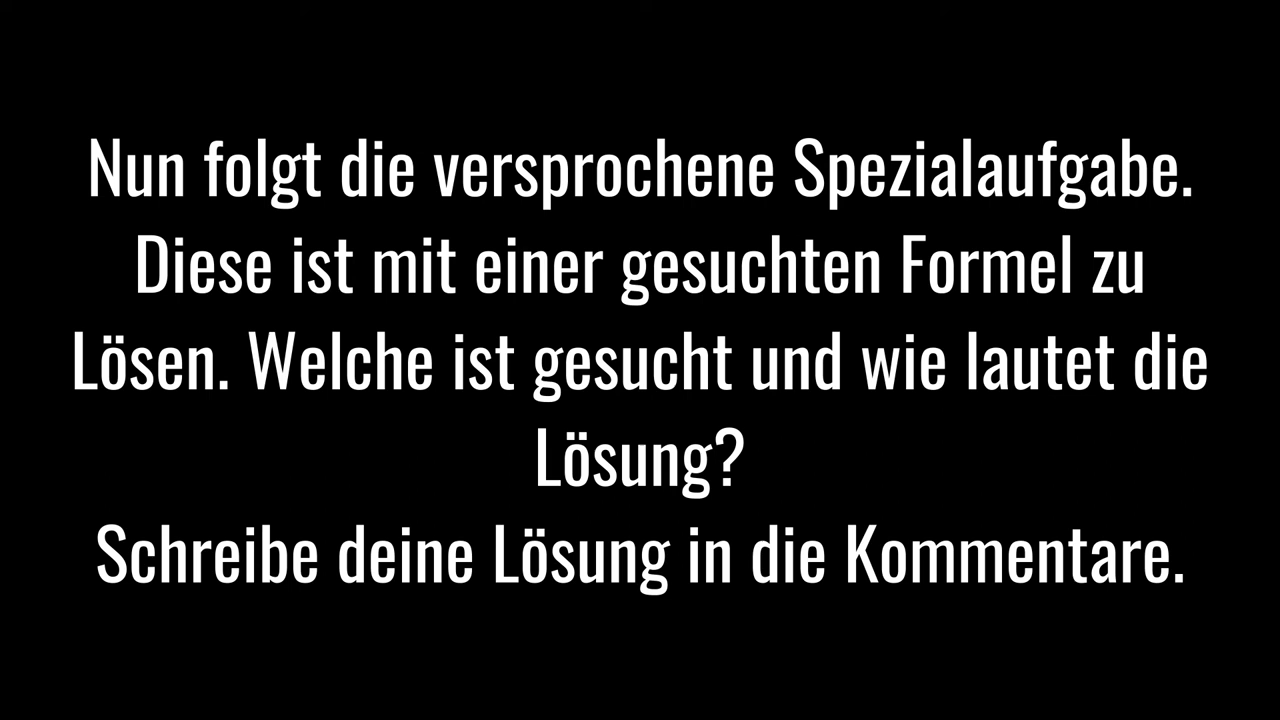 Nun folgt die versprochene Spezialaufgabe.
Diese ist mit einer gesuchten Formel zu
Lösen. Welche ist gesucht und wie lautet die
Lösung?
Schreibe deine Lösung in die Kommentare.